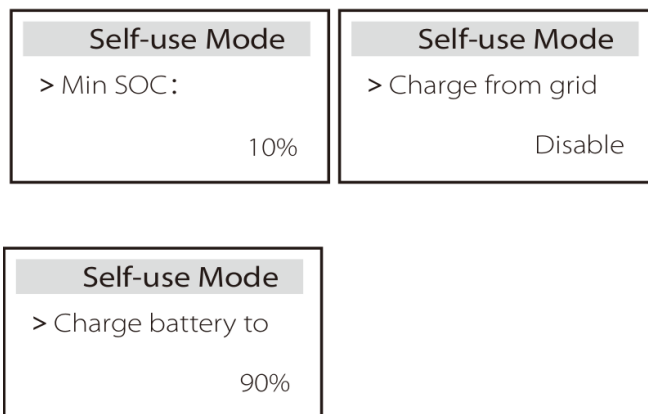 Self-use Mode
> Min SOC:
10%
Self-use Mode
> Charge from grid
Disable
Self-use Mode
> Charge battery to
90%